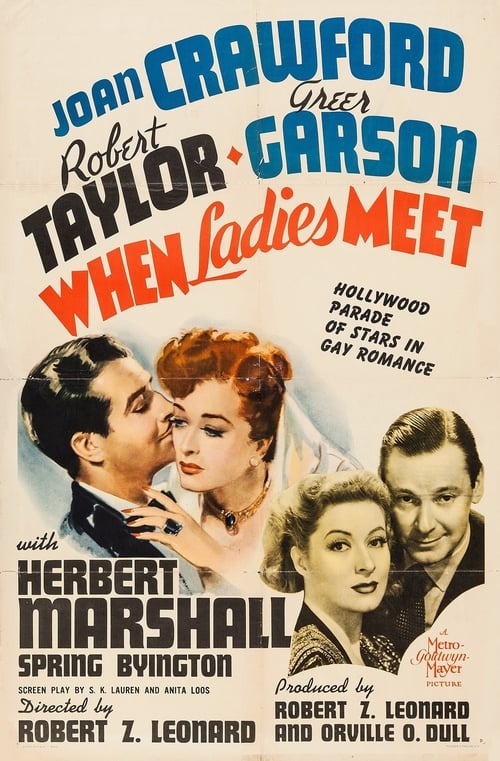 JOAN CRAWFORD
Robert TAYLOR · Greer GARSON
WHEN Ladies MEET
HOLLYWOOD
PARADE
OF STARS IN
GAY ROMANCE
with
HERBERT
MARSHALL
SPRING BYINGTON
SCREEN PLAY BY S. K. LAUREN AND ANITA LOOS
Directed by
ROBERT Z. LEONARD
A
Metro-
Goldwyn-
Mayer
PICTURE
Produced by
ROBERT Z. LEONARD
AND ORVILLE O. DULL